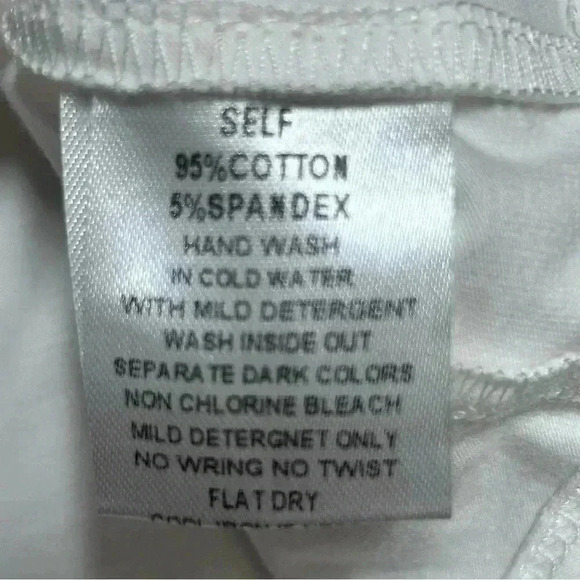 SELF
95%COTTON
5%SPANDEX
HAND WASH
IN COLD WATER
WITH MILD DETERGENT
WASH INSIDE OUT
SEPARATE DARK COLORS
NON CHLORINE BLEACH
MILD DETERGNET ONLY
NO WRING NO TWIST
FLAT DRY